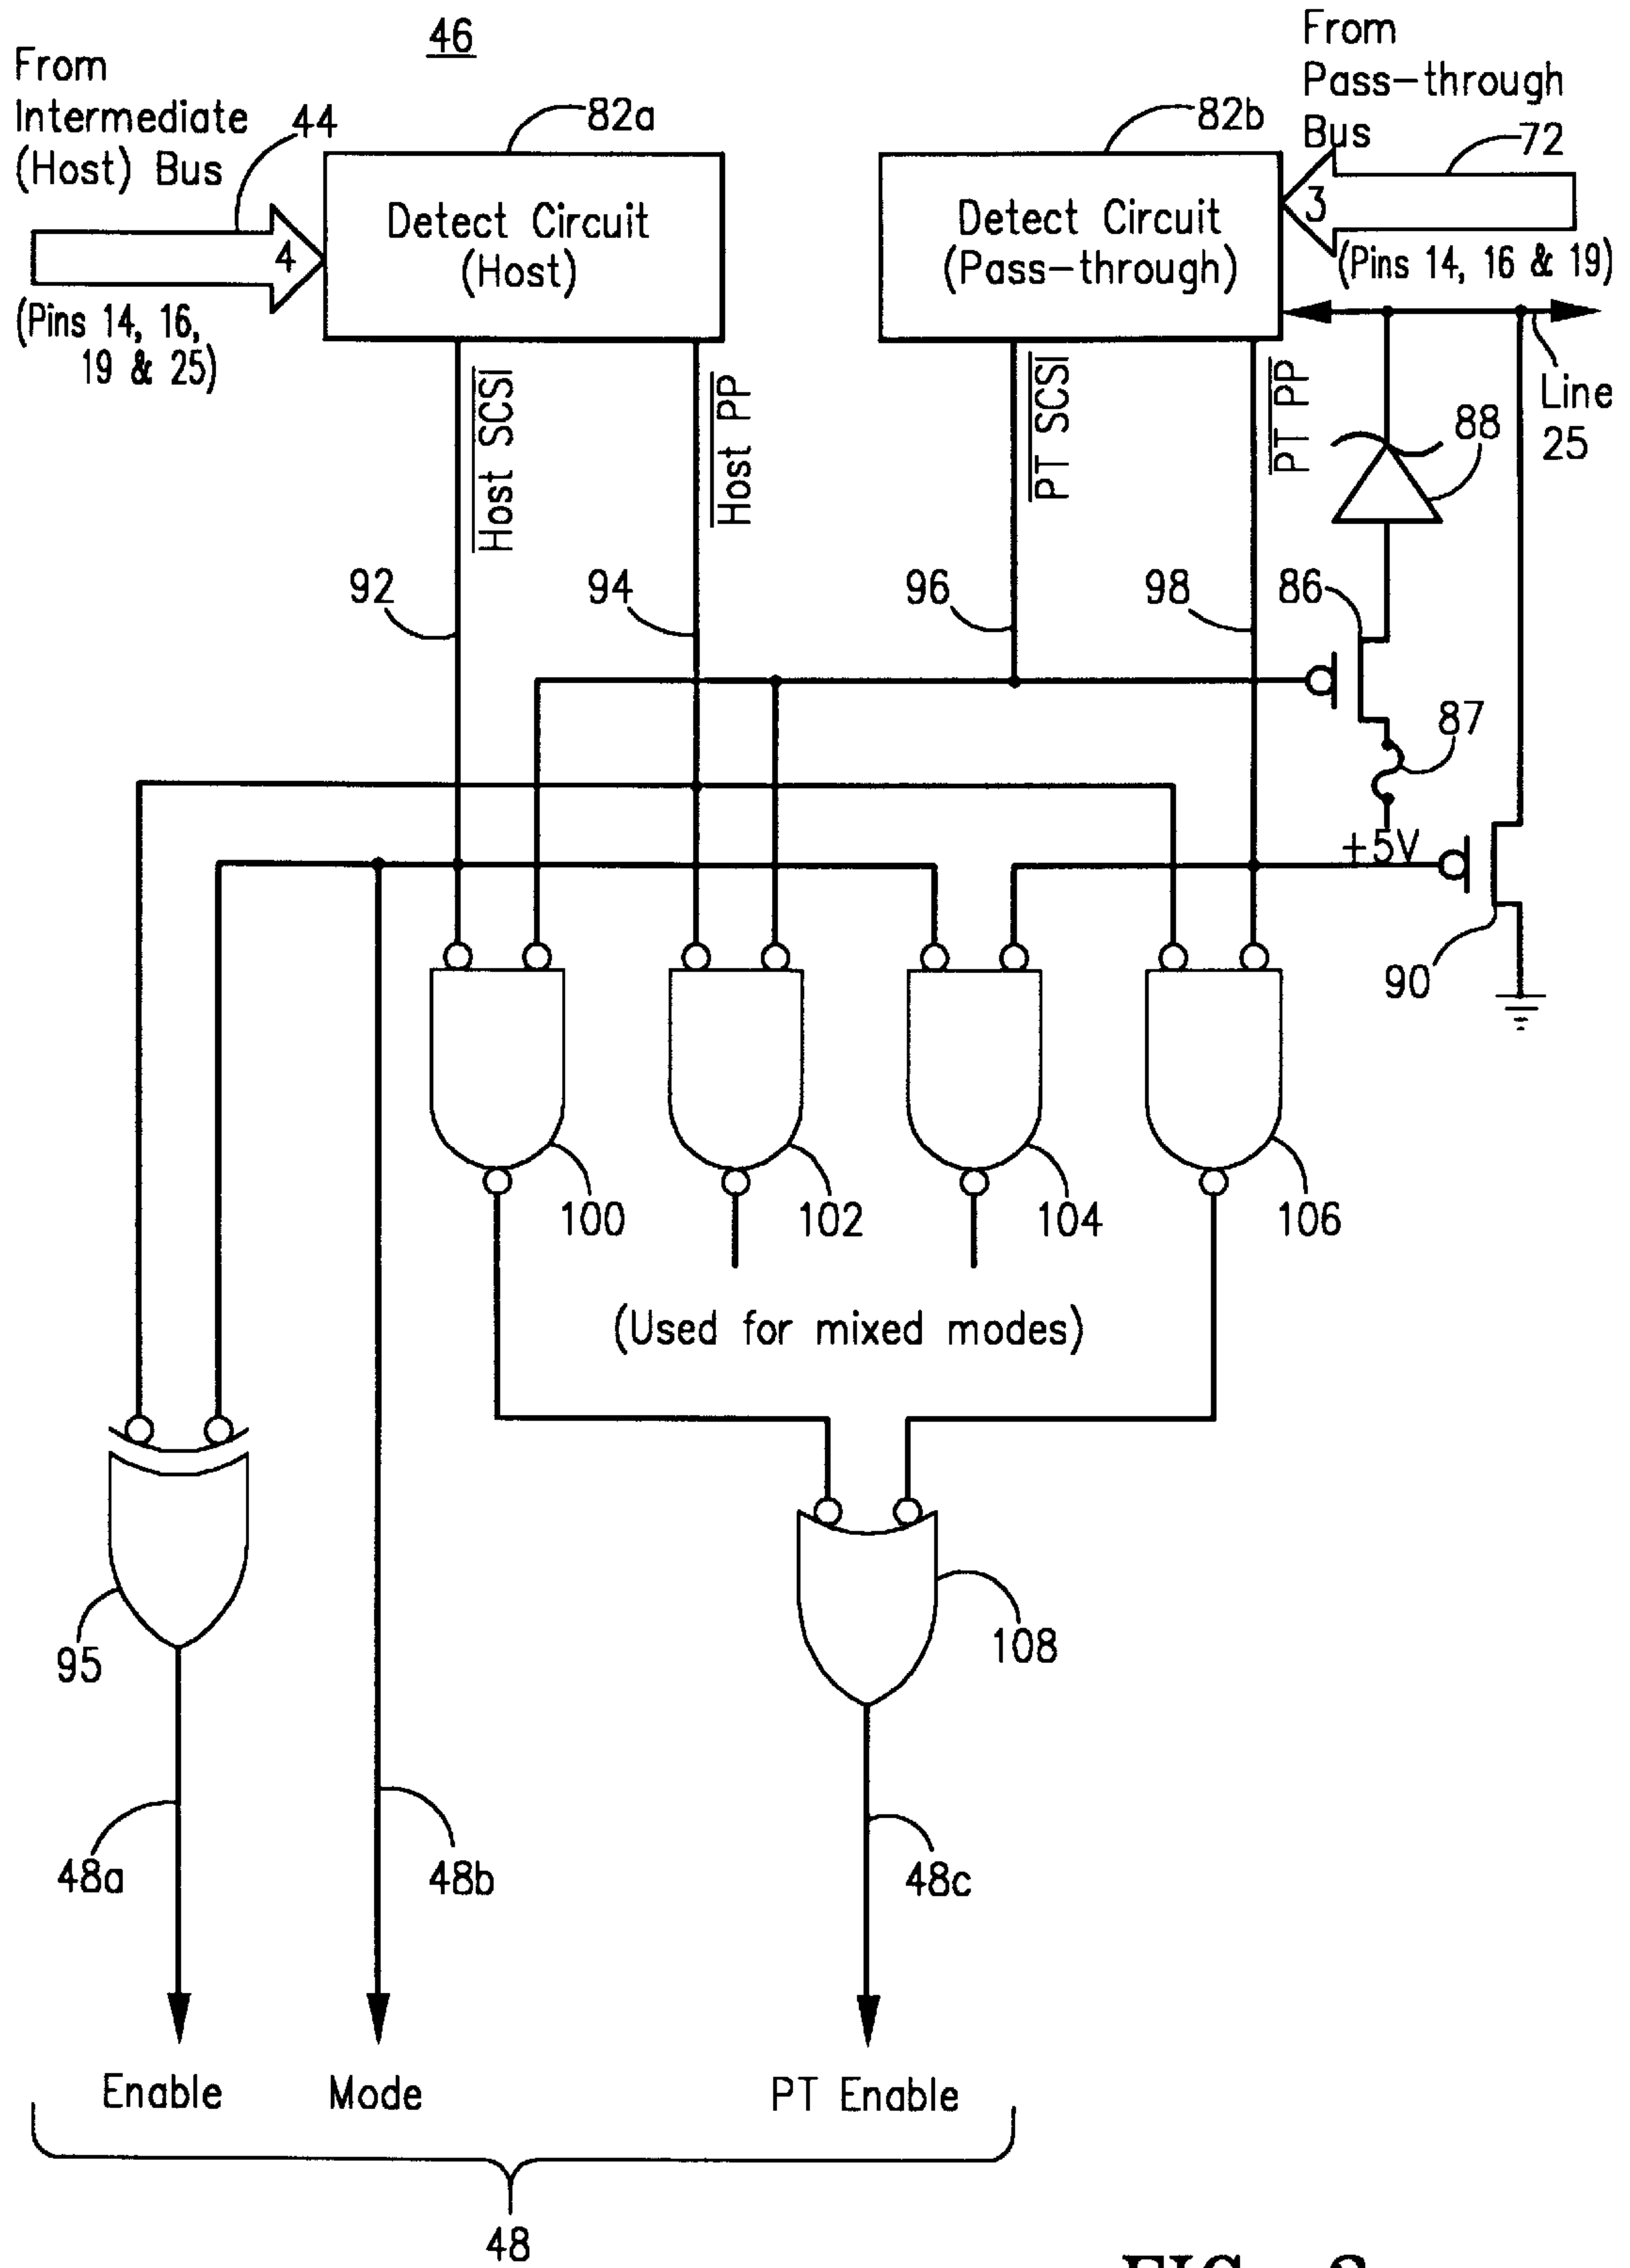 46
From
Intermediate
(Host) Bus
44
4
(Pins 14, 16,
19 & 25)
82a
Detect Circuit
(Host)
82b
Detect Circuit
(Pass-through)
From
Pass-through
Bus
72
3
(Pins 14, 16 & 19)
Line
25
Host SCSI
Host PP
PT SCSI
PT PP
88
92
94
96
98
86
87
+5V
90
100
102
104
106
(Used for mixed modes)
95
108
48a
48b
48c
Enable
Mode
PT Enable
48